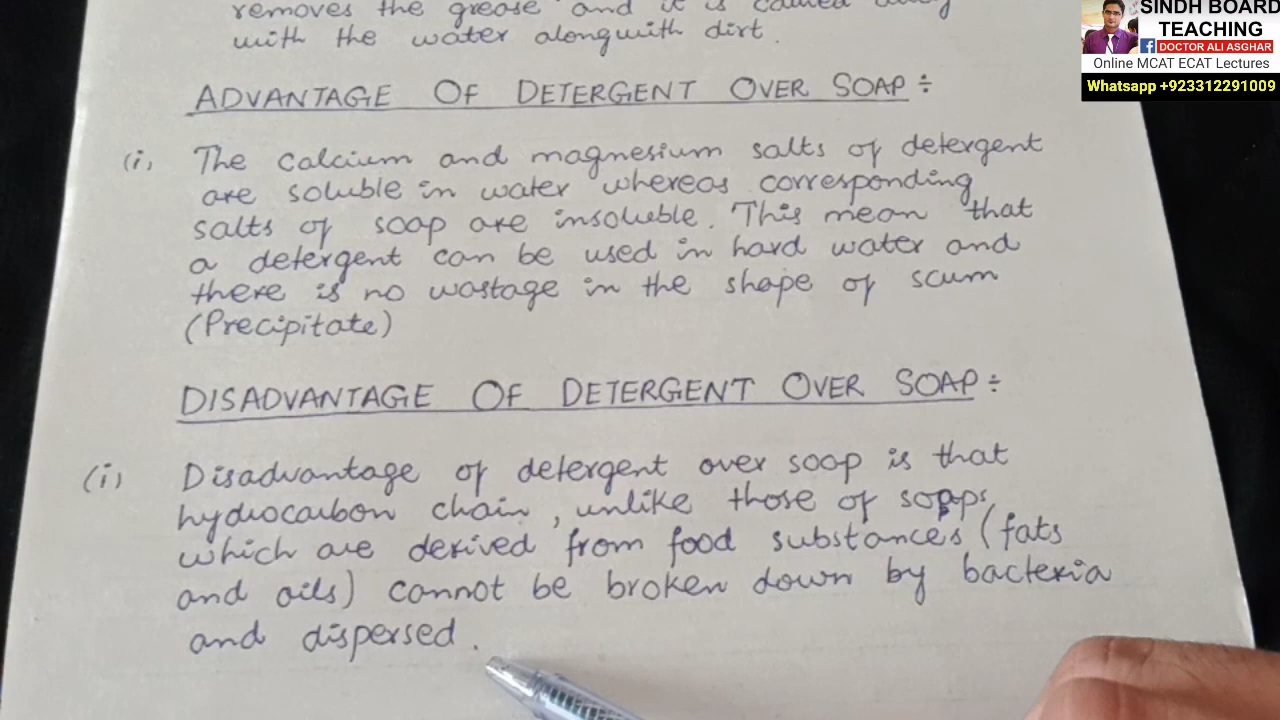 removes the grease and it is carried away
with the water alongwith dirt.
ADVANTAGE OF DETERGENT OVER SOAP÷
(i) The calcium and magnesium salts of detergent
are soluble in water whereas corresponding
salts of soap are insoluble. This mean that
a detergent can be used in hard water and
there is no wastage in the shape of scum
(Precipitate)
DISADVANTAGE OF DETERGENT OVER SOAP÷
(i) Disadvantage of detergent over soap is that
hydrocarbon chain, unlike those of soaps,
which are derived from food substances (fats
and oils) cannot be broken down by bacteria
and dispersed.
SINDH BOARD
TEACHING
DOCTOR ALI ASGHAR
Online MCAT ECAT Lectures
Whatsapp +923312291009